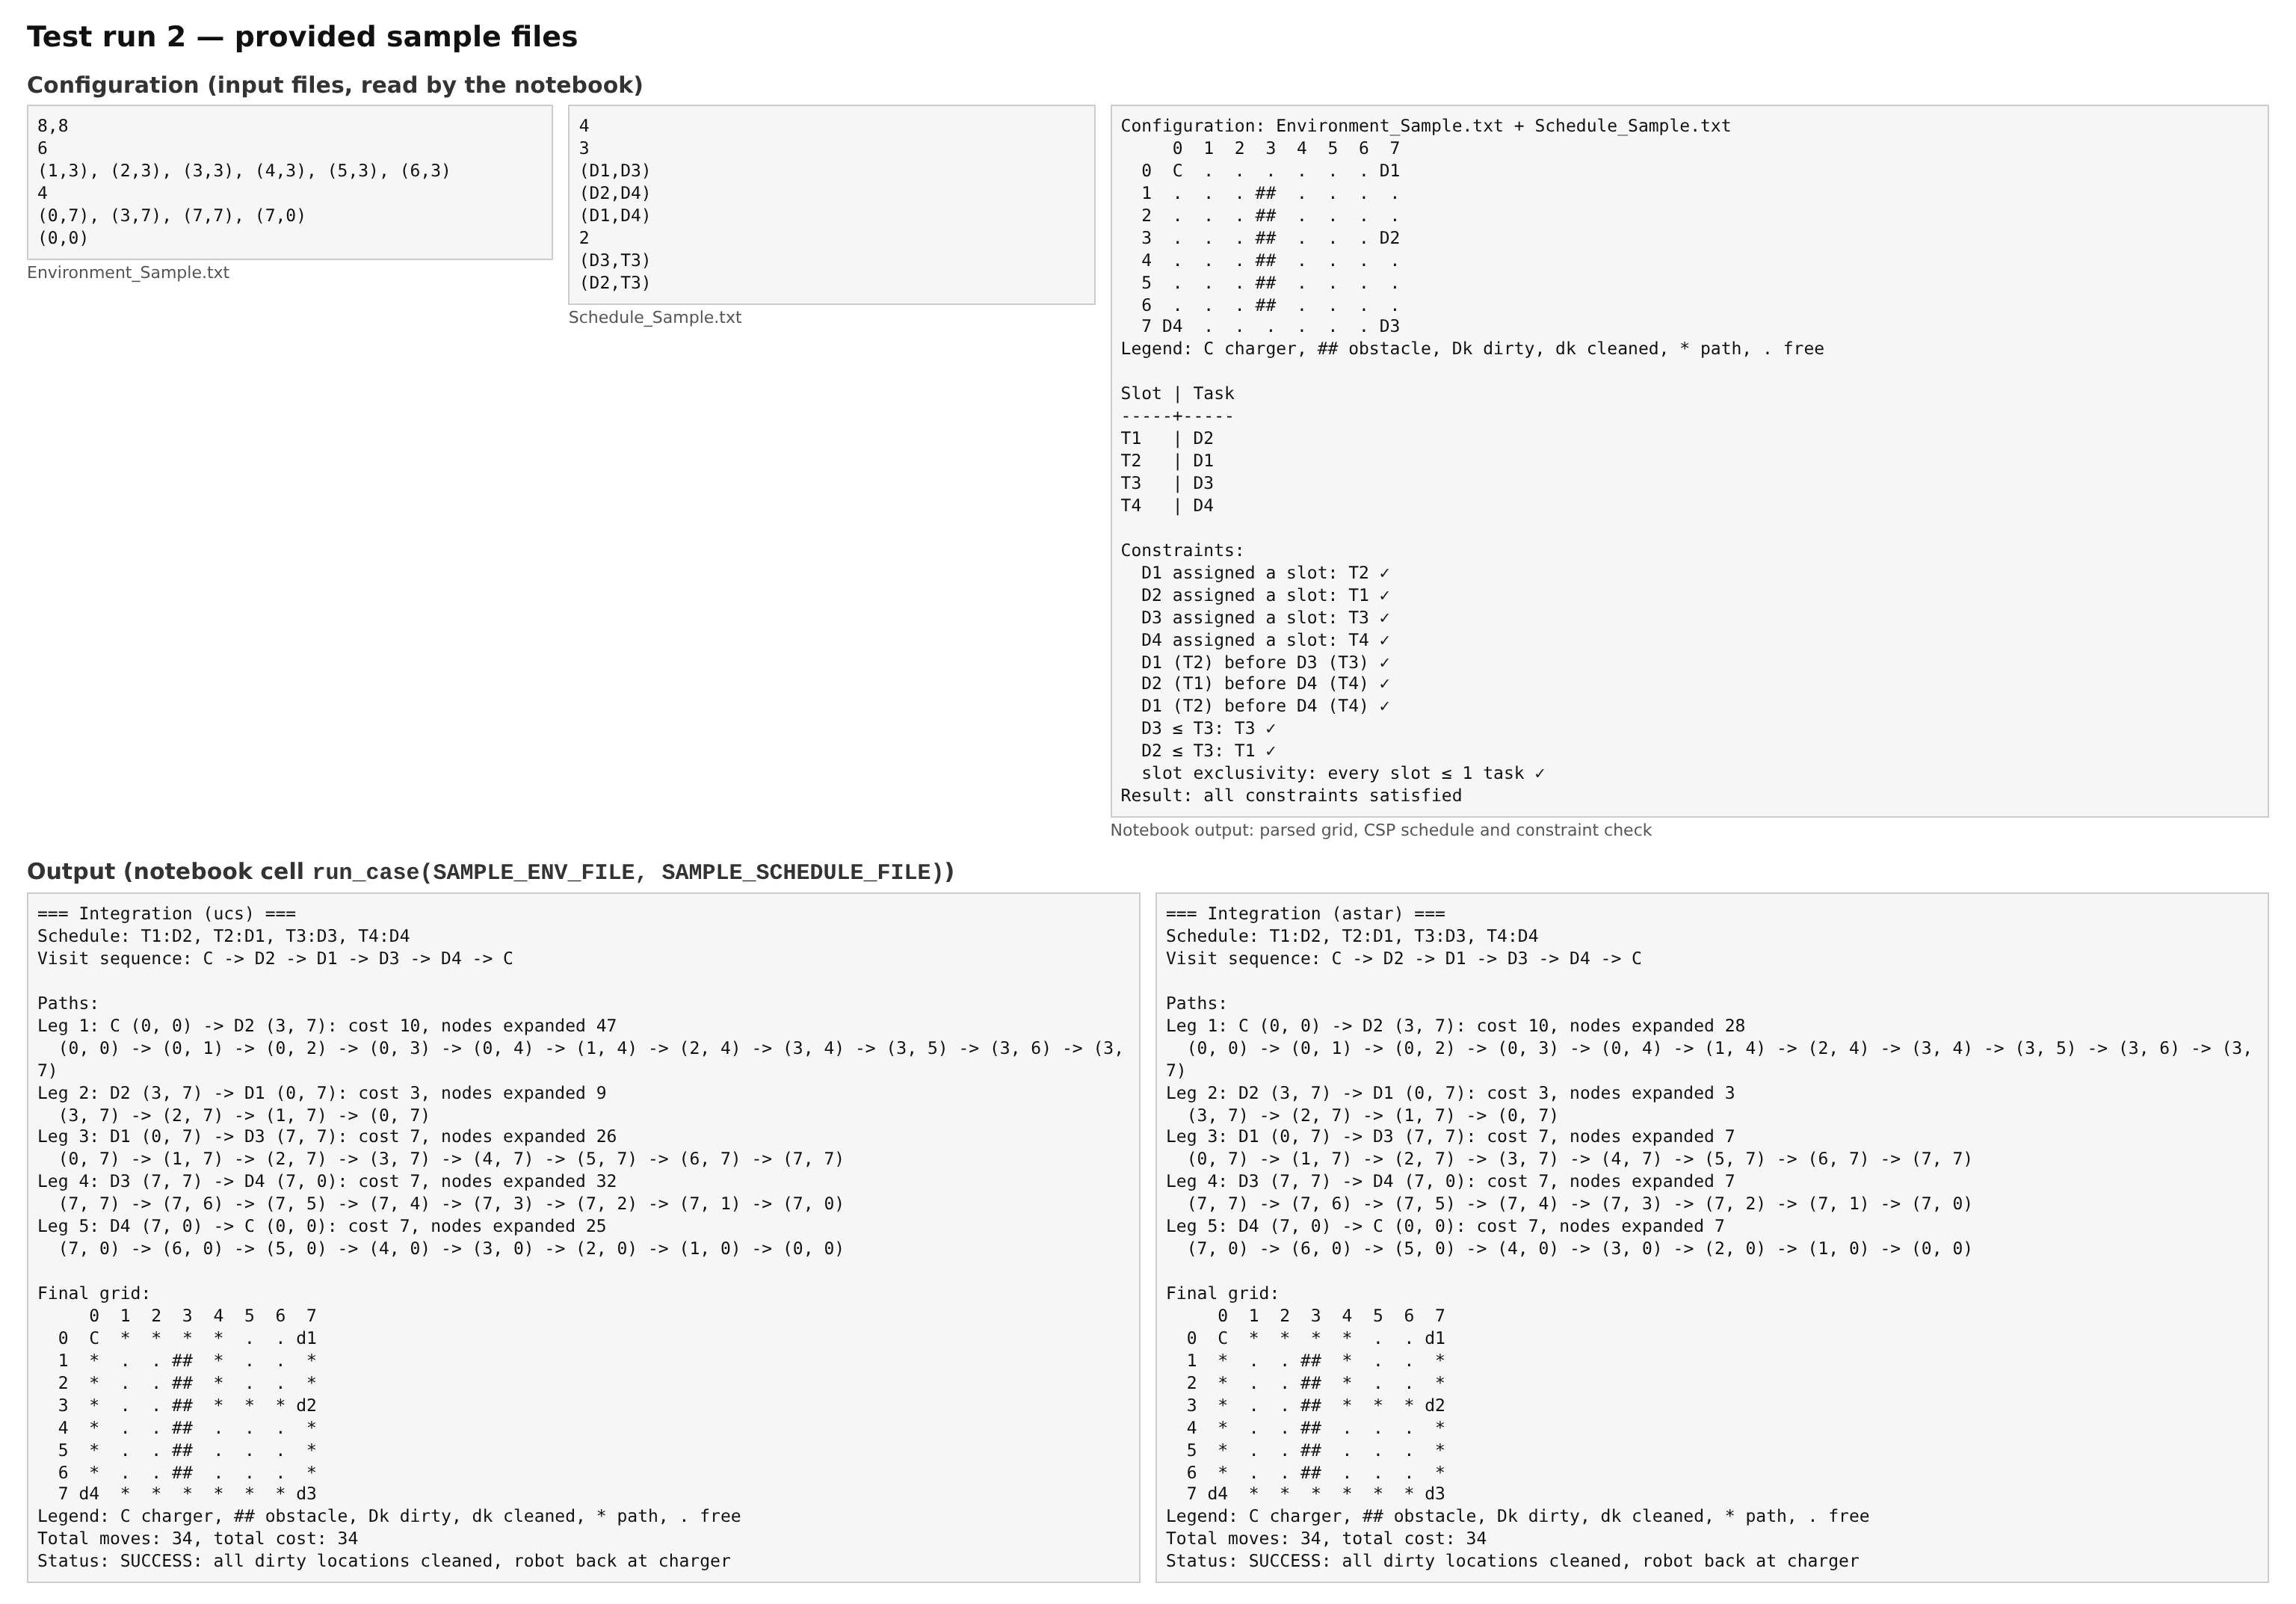 Test run 2 — provided sample files
Configuration (input files, read by the notebook)
8,8
6
(1,3), (2,3), (3,3), (4,3), (5,3), (6,3)
4
(0,7), (3,7), (7,7), (7,0)
(0,0)
Environment_Sample.txt
4
3
(D1,D3)
(D2,D4)
(D1,D4)
2
(D3,T3)
(D2,T3)
Schedule_Sample.txt
Configuration: Environment_Sample.txt + Schedule_Sample.txt
     0  1  2  3  4  5  6  7
  0  C  .  .  .  .  .  . D1
  1  .  .  . ##  .  .  .  .
  2  .  .  . ##  .  .  .  .
  3  .  .  . ##  .  .  . D2
  4  .  .  . ##  .  .  .  .
  5  .  .  . ##  .  .  .  .
  6  .  .  . ##  .  .  .  .
  7 D4  .  .  .  .  .  . D3
Legend: C charger, ## obstacle, Dk dirty, dk cleaned, * path, . free
Slot | Task
-----+-----
T1   | D2
T2   | D1
T3   | D3
T4   | D4
Constraints:
  D1 assigned a slot: T2 ✓
  D2 assigned a slot: T1 ✓
  D3 assigned a slot: T3 ✓
  D4 assigned a slot: T4 ✓
  D1 (T2) before D3 (T3) ✓
  D2 (T1) before D4 (T4) ✓
  D1 (T2) before D4 (T4) ✓
  D3 ≤ T3: T3 ✓
  D2 ≤ T3: T1 ✓
  slot exclusivity: every slot ≤ 1 task ✓
Result: all constraints satisfied
Notebook output: parsed grid, CSP schedule and constraint check
Output (notebook cell run_case(SAMPLE_ENV_FILE, SAMPLE_SCHEDULE_FILE))
=== Integration (ucs) ===
Schedule: T1:D2, T2:D1, T3:D3, T4:D4
Visit sequence: C -> D2 -> D1 -> D3 -> D4 -> C
Paths:
Leg 1: C (0, 0) -> D2 (3, 7): cost 10, nodes expanded 47
  (0, 0) -> (0, 1) -> (0, 2) -> (0, 3) -> (0, 4) -> (1, 4) -> (2, 4) -> (3, 4) -> (3, 5) -> (3, 6) -> (3,
7)
Leg 2: D2 (3, 7) -> D1 (0, 7): cost 3, nodes expanded 9
  (3, 7) -> (2, 7) -> (1, 7) -> (0, 7)
Leg 3: D1 (0, 7) -> D3 (7, 7): cost 7, nodes expanded 26
  (0, 7) -> (1, 7) -> (2, 7) -> (3, 7) -> (4, 7) -> (5, 7) -> (6, 7) -> (7, 7)
Leg 4: D3 (7, 7) -> D4 (7, 0): cost 7, nodes expanded 32
  (7, 7) -> (7, 6) -> (7, 5) -> (7, 4) -> (7, 3) -> (7, 2) -> (7, 1) -> (7, 0)
Leg 5: D4 (7, 0) -> C (0, 0): cost 7, nodes expanded 25
  (7, 0) -> (6, 0) -> (5, 0) -> (4, 0) -> (3, 0) -> (2, 0) -> (1, 0) -> (0, 0)
Final grid:
     0  1  2  3  4  5  6  7
  0  C  *  *  *  *  .  . d1
  1  *  .  . ##  *  .  .  *
  2  *  .  . ##  *  .  .  *
  3  *  .  . ##  *  *  * d2
  4  *  .  . ##  .  .  .  *
  5  *  .  . ##  .  .  .  *
  6  *  .  . ##  .  .  .  *
  7 d4  *  *  *  *  *  * d3
Legend: C charger, ## obstacle, Dk dirty, dk cleaned, * path, . free
Total moves: 34, total cost: 34
Status: SUCCESS: all dirty locations cleaned, robot back at charger
=== Integration (astar) ===
Schedule: T1:D2, T2:D1, T3:D3, T4:D4
Visit sequence: C -> D2 -> D1 -> D3 -> D4 -> C
Paths:
Leg 1: C (0, 0) -> D2 (3, 7): cost 10, nodes expanded 28
  (0, 0) -> (0, 1) -> (0, 2) -> (0, 3) -> (0, 4) -> (1, 4) -> (2, 4) -> (3, 4) -> (3, 5) -> (3, 6) -> (3,
7)
Leg 2: D2 (3, 7) -> D1 (0, 7): cost 3, nodes expanded 3
  (3, 7) -> (2, 7) -> (1, 7) -> (0, 7)
Leg 3: D1 (0, 7) -> D3 (7, 7): cost 7, nodes expanded 7
  (0, 7) -> (1, 7) -> (2, 7) -> (3, 7) -> (4, 7) -> (5, 7) -> (6, 7) -> (7, 7)
Leg 4: D3 (7, 7) -> D4 (7, 0): cost 7, nodes expanded 7
  (7, 7) -> (7, 6) -> (7, 5) -> (7, 4) -> (7, 3) -> (7, 2) -> (7, 1) -> (7, 0)
Leg 5: D4 (7, 0) -> C (0, 0): cost 7, nodes expanded 7
  (7, 0) -> (6, 0) -> (5, 0) -> (4, 0) -> (3, 0) -> (2, 0) -> (1, 0) -> (0, 0)
Final grid:
     0  1  2  3  4  5  6  7
  0  C  *  *  *  *  .  . d1
  1  *  .  . ##  *  .  .  *
  2  *  .  . ##  *  .  .  *
  3  *  .  . ##  *  *  * d2
  4  *  .  . ##  .  .  .  *
  5  *  .  . ##  .  .  .  *
  6  *  .  . ##  .  .  .  *
  7 d4  *  *  *  *  *  * d3
Legend: C charger, ## obstacle, Dk dirty, dk cleaned, * path, . free
Total moves: 34, total cost: 34
Status: SUCCESS: all dirty locations cleaned, robot back at charger